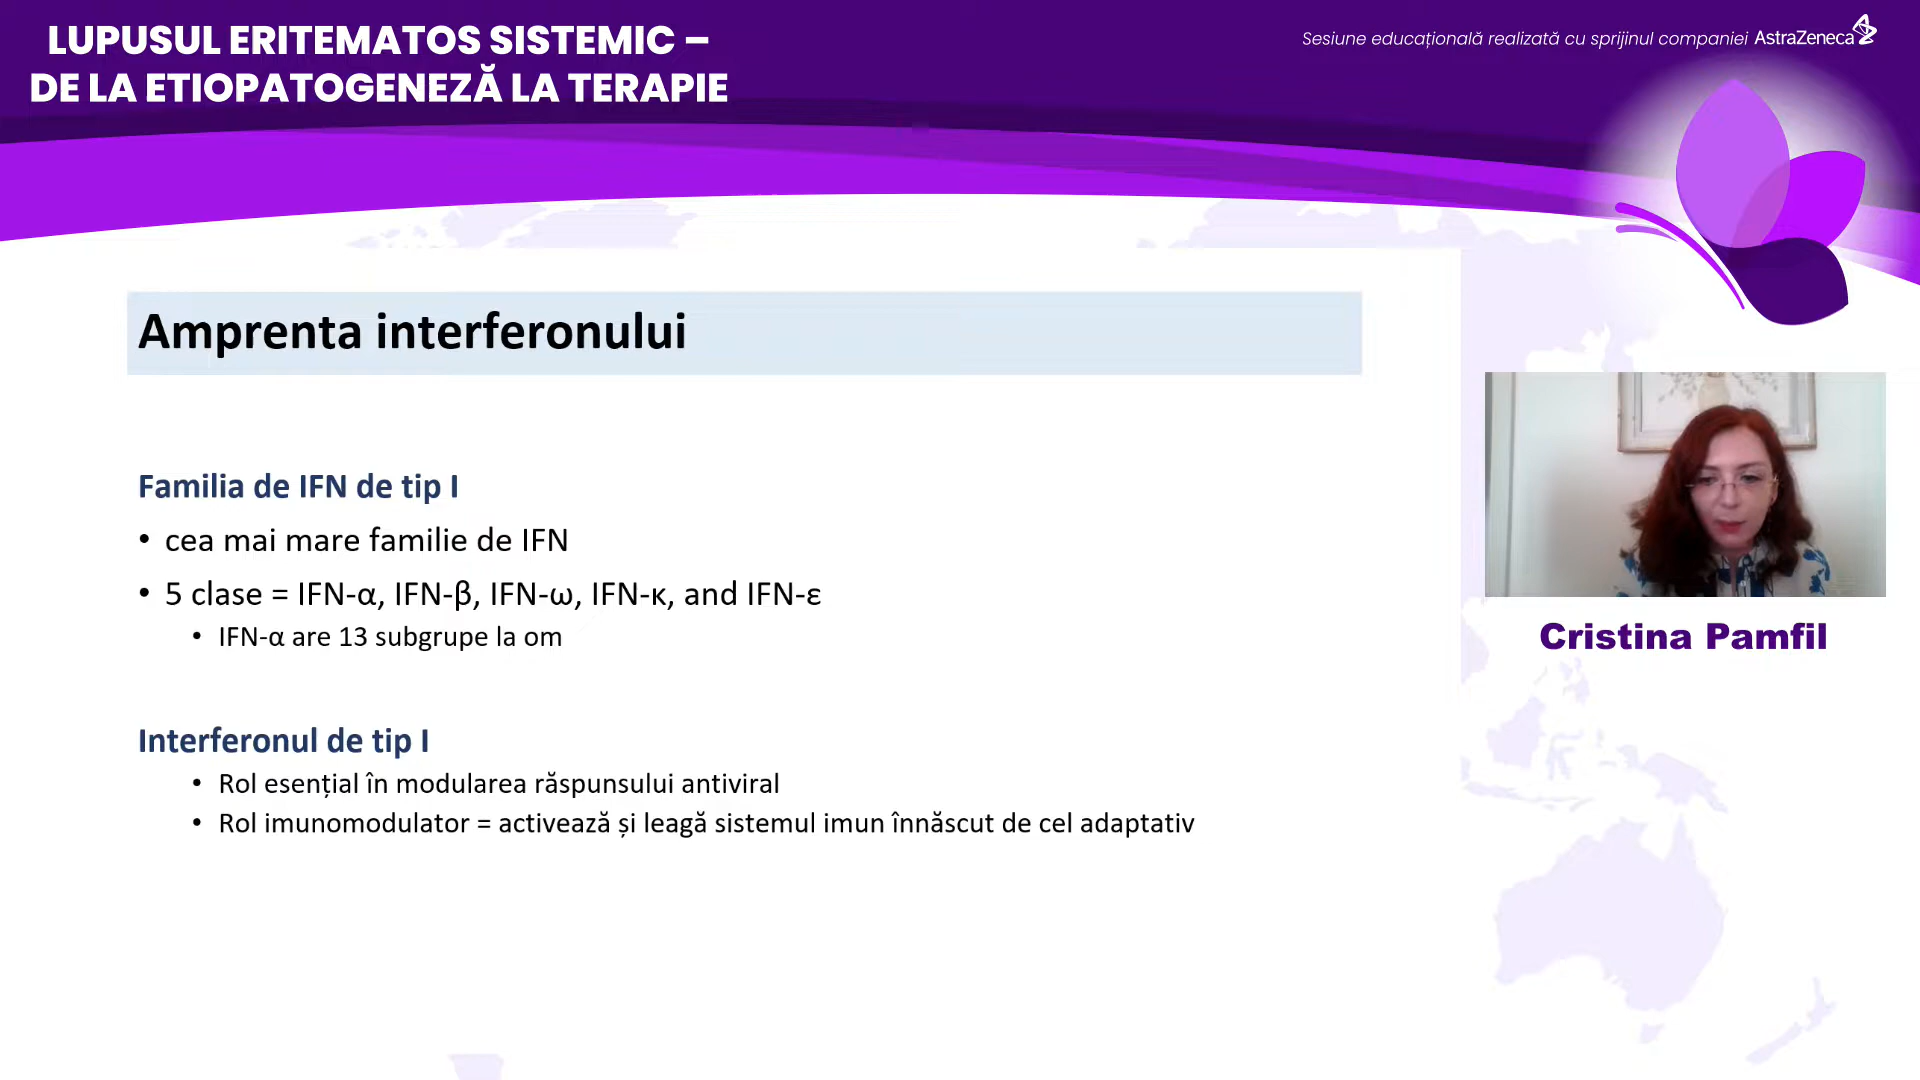 LUPUSUL ERITEMATOS SISTEMIC –
DE LA ETIOPATOGENEZĂ LA TERAPIE
Sesiune educațională realizată cu sprijinul companiei AstraZeneca
Amprenta interferonului
Familia de IFN de tip I
• cea mai mare familie de IFN
• 5 clase = IFN-α, IFN-β, IFN-ω, IFN-κ, and IFN-ε
• IFN-α are 13 subgrupe la om
Interferonul de tip I
• Rol esențial în modularea răspunsului antiviral
• Rol imunomodulator = activează și leagă sistemul imun înnăscut de cel adaptativ
Cristina Pamfil